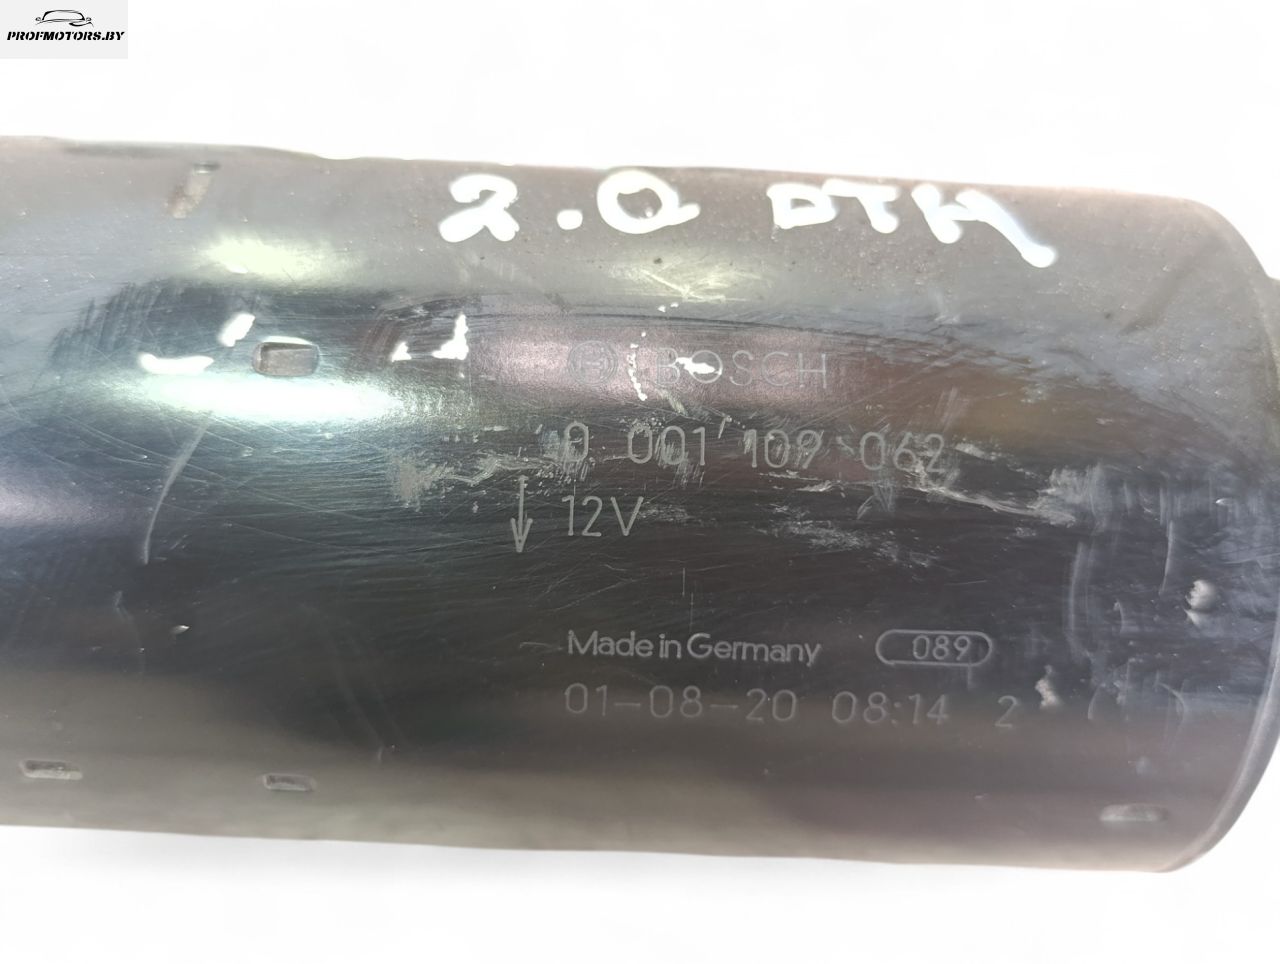 PROFMOTORS.BY
2.0 DTH
BOSCH
0 001 109 062
12V
Made in Germany 089
01-08-20 08:14 2